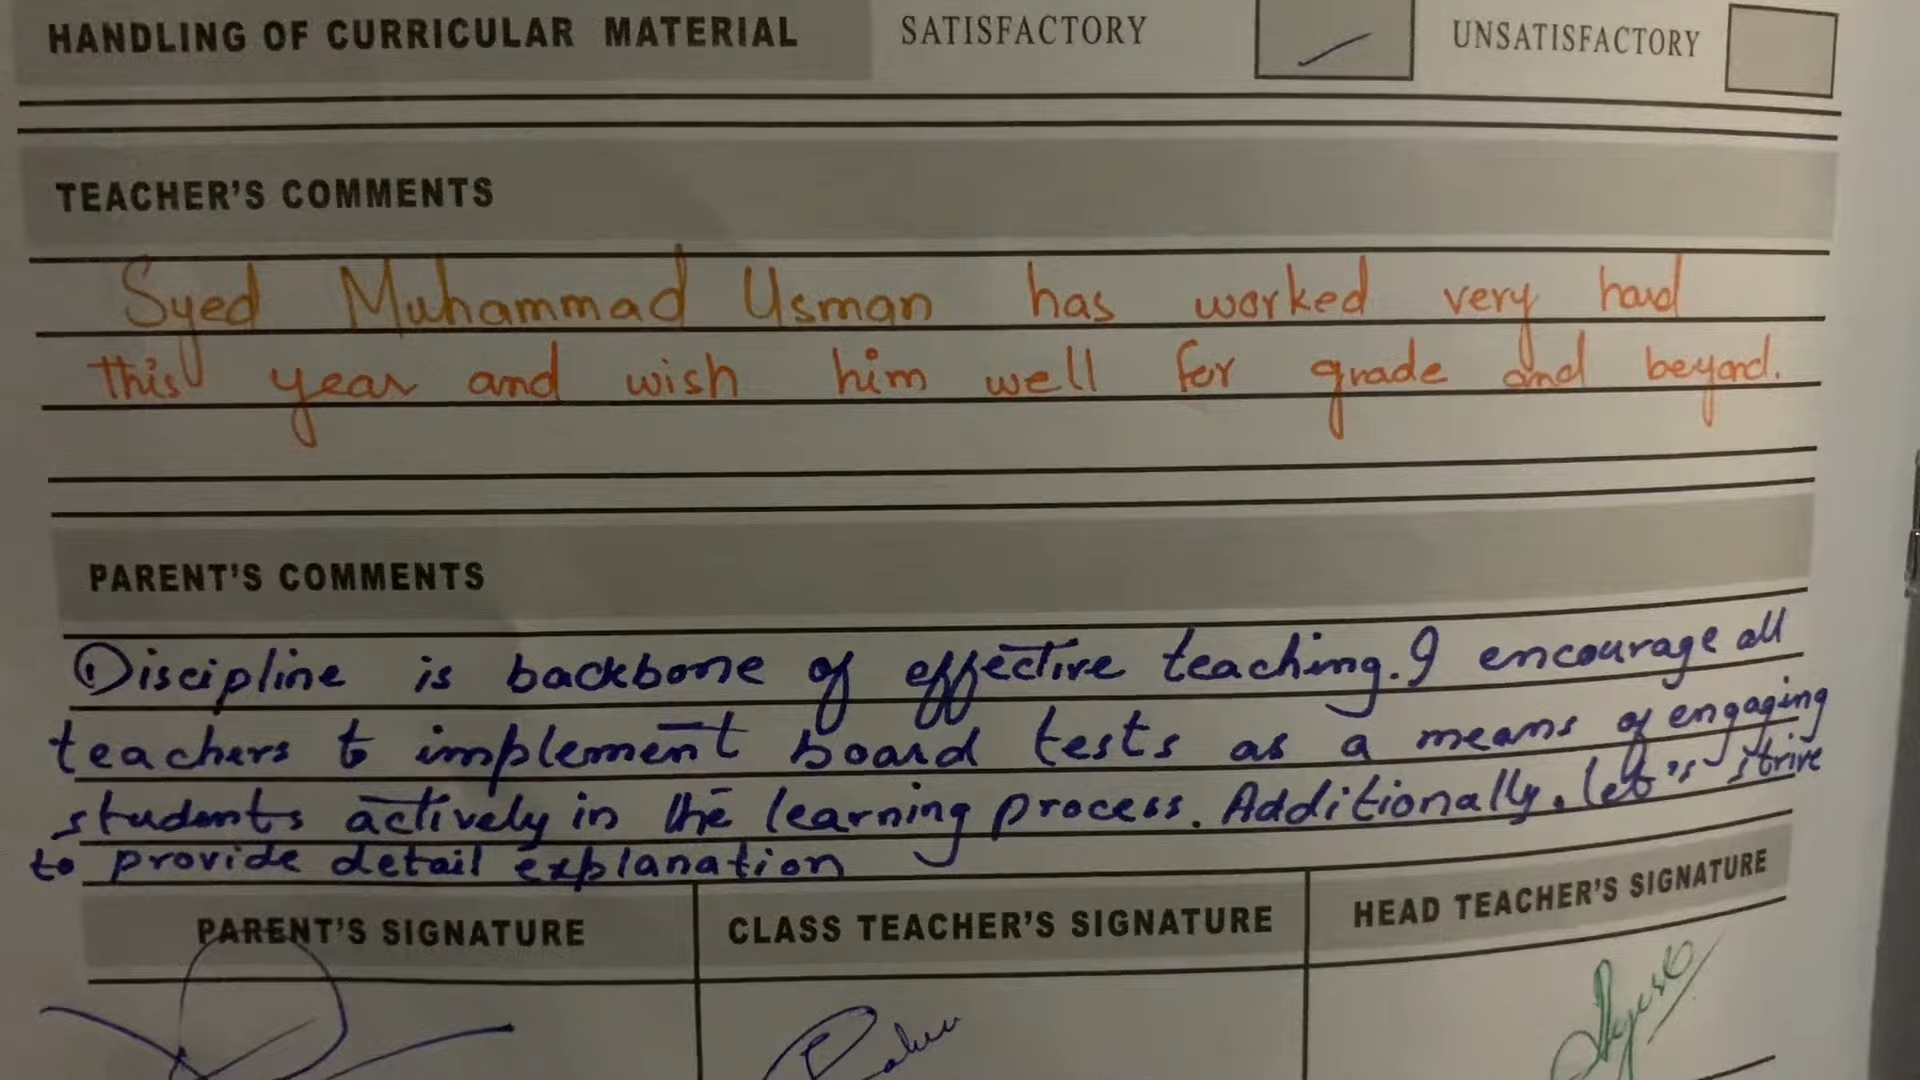 HANDLING OF CURRICULAR MATERIAL SATISFACTORY UNSATISFACTORY
TEACHER'S COMMENTS
Syed Muhammad Usman has worked very hard
this year and wish him well for grade and beyond.
PARENT'S COMMENTS
Discipline is backbone of effective teaching. I encourage all
teachers to implement board tests as a means of engaging
students actively in the learning process. Additionally, let's strive
to provide detail explanation
PARENT'S SIGNATURE CLASS TEACHER'S SIGNATURE HEAD TEACHER'S SIGNATURE